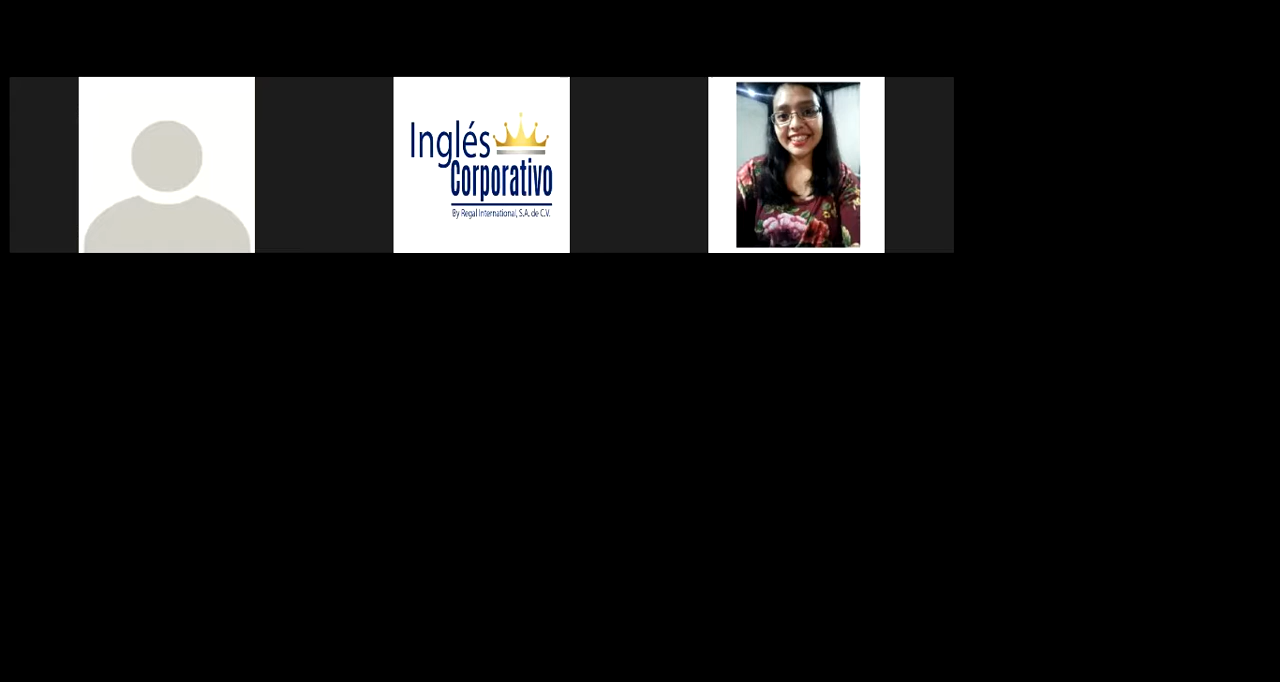 Inglés
Corporativo
By Regal International, S.A. de C.V.